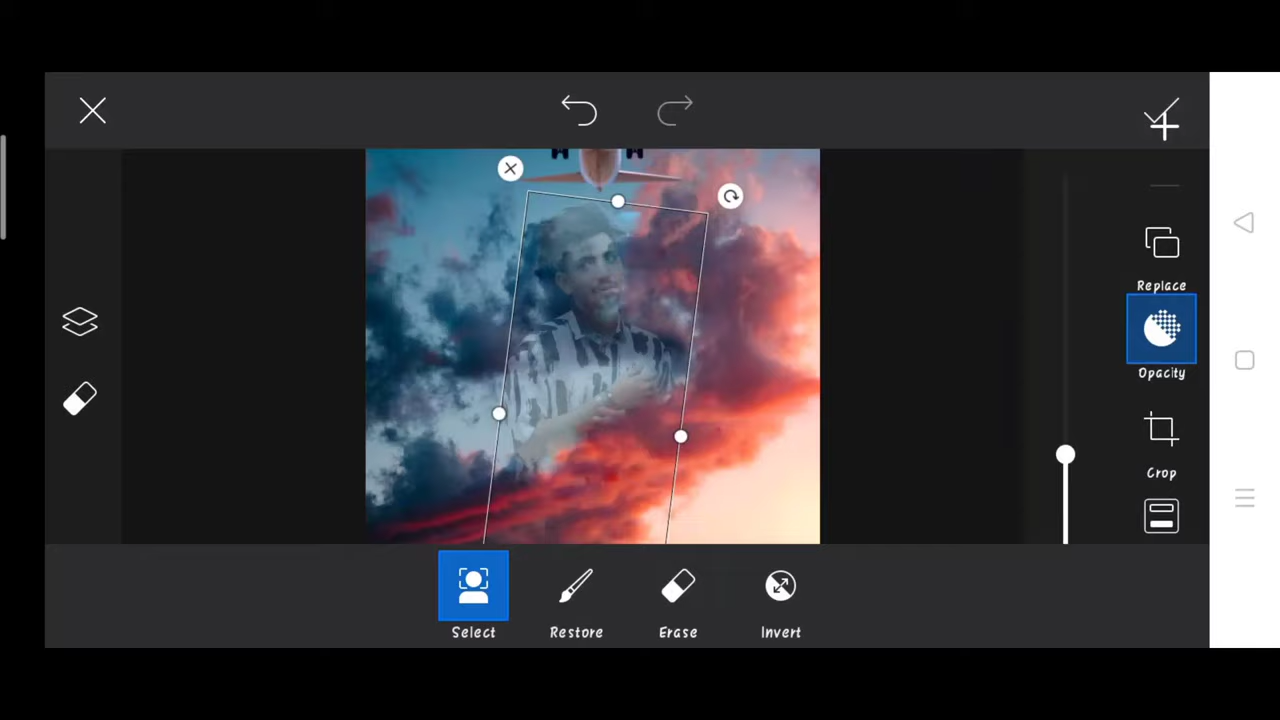 Replace
Opacity
Crop
Select
Restore
Erase
Invert